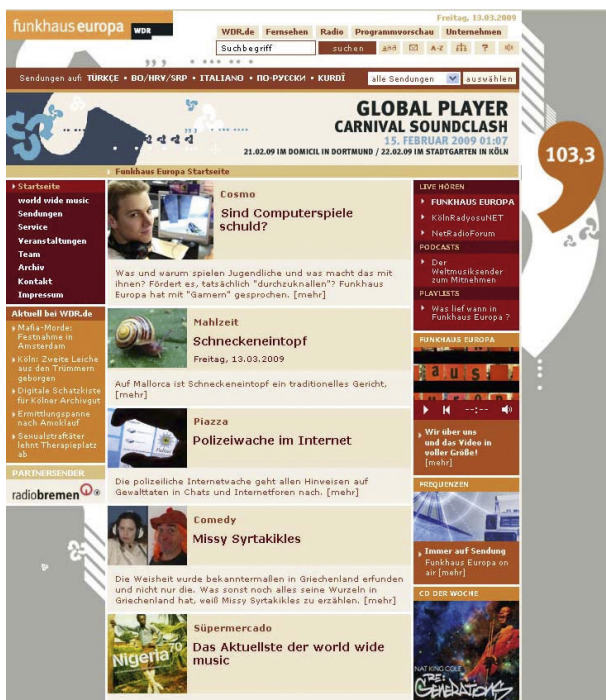 Freitag, 13.03.2009
funkhaus europa WDR
WDR.de Fernsehen Radio Programmvorschau Unternehmen
Suchbegriff suchen A-Z ?
Sendungen auf: TÜRKÇE • BO/HRV/SRP • ITALIANO • ПО-РУССКИ • KURDÎ alle Sendungen auswählen
GLOBAL PLAYER
CARNIVAL SOUNDCLASH
15. FEBRUAR 2009 01:07
21.02.09 IM DOMICIL IN DORTMUND / 22.02.09 IM STADTGARTEN IN KÖLN
103,3
Funkhaus Europa Startseite
Startseite
world wide music
Sendungen
Service
Veranstaltungen
Team
Archiv
Kontakt
Impressum
Aktuell bei WDR.de
Mafia-Morde:
Festnahme in
Amsterdam
Köln: Zweite Leiche
aus den Trümmern
geborgen
Digitale Schatzkiste
für Kölner Archivgut
Ermittlungspanne
nach Amoklauf
Sexualstraftäter
lehnt Therapieplatz
ab
PARTNERSENDER
radiobremen
Cosmo
Sind Computerspiele
schuld?
Was und warum spielen Jugendliche und was macht das mit
ihnen? Fördert es, tatsächlich "durchzuknallen"? Funkhaus
Europa hat mit "Gamern" gesprochen. [mehr]
Mahlzeit
Schneckeneintopf
Freitag, 13.03.2009
Auf Mallorca ist Schneckeneintopf ein traditionelles Gericht,
[mehr]
Piazza
Polizeiwache im Internet
Die polizeiliche Internetwache geht allen Hinweisen auf
Gewalttaten in Chats und Internetforen nach. [mehr]
Comedy
Missy Syrtakikles
Die Weisheit wurde bekanntermaßen in Griechenland erfunden
und nicht nur die. Was sonst noch alles seine Wurzeln in
Griechenland hat, weiß Missy Syrtakikles zu erzählen. [mehr]
Nigeria 70
Süpermercado
Das Aktuellste der world wide
music
LIVE HÖREN
FUNKHAUS EUROPA
KölnRadyosuNET
NetRadioForum
PODCASTS
Der
Weltmusiksender
zum Mitnehmen
PLAYLISTS
Was lief wann in
Funkhaus Europa ?
FUNKHAUS EUROPA
aus
--:--
Wir über uns
und das Video in
voller Größe!
[mehr]
FREQUENZEN
Immer auf Sendung
Funkhaus Europa on
air [mehr]
CD DER WOCHE
NAT KING COLE
RE:
GENERATIONS